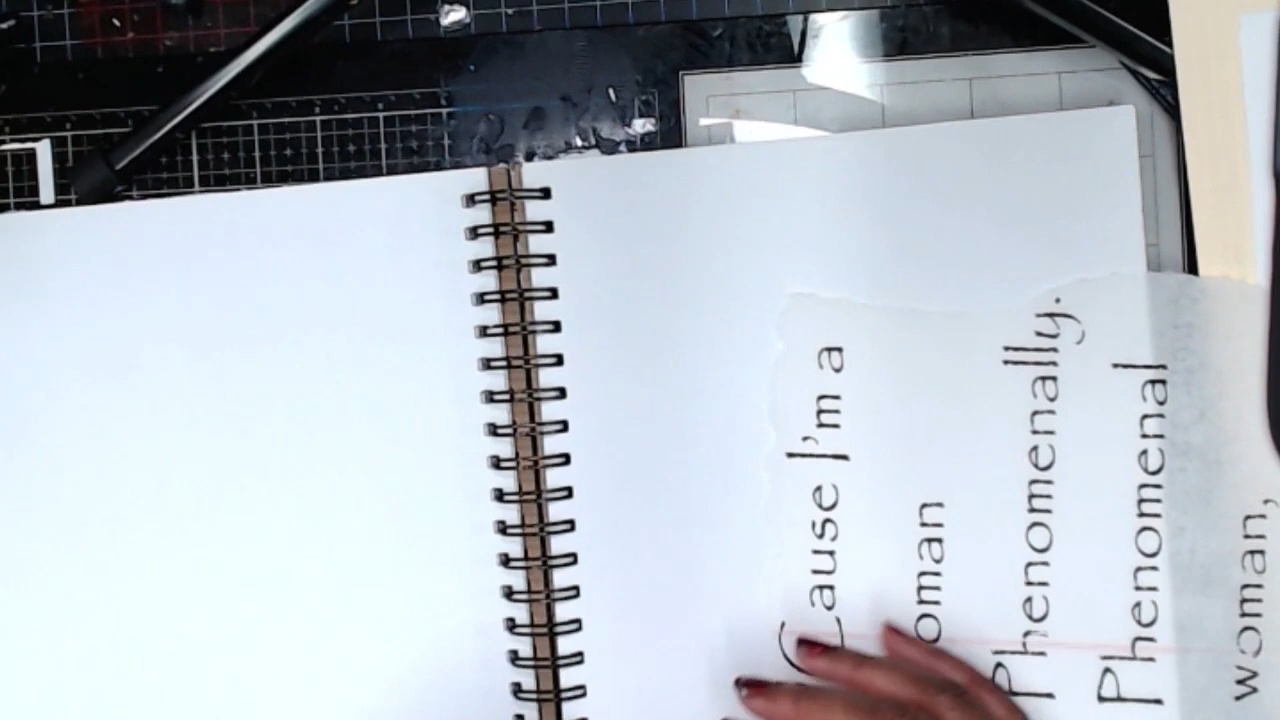 Cause I'm a
oman
Phenomenally.
Phenomenal
woman,